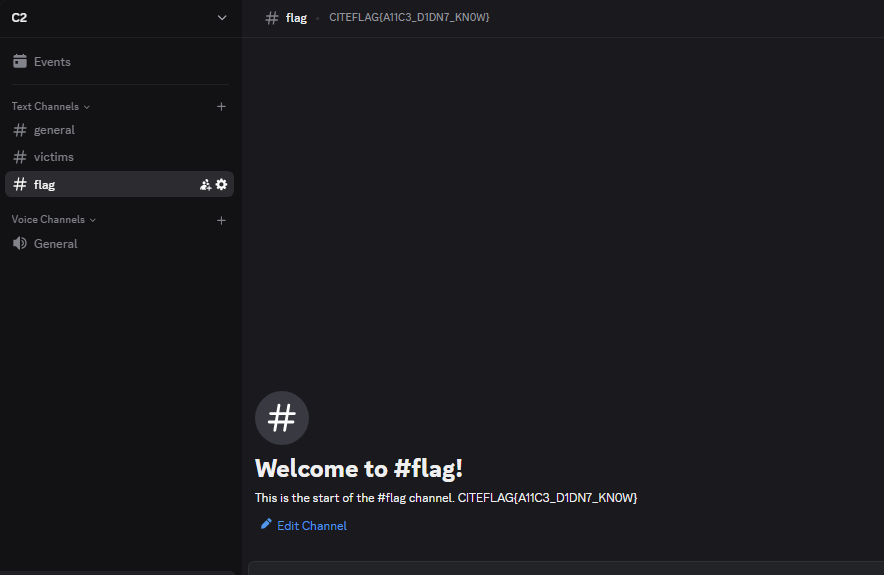 C2
Events
Text Channels
general
victims
flag
Voice Channels
General
# flag • CITEFLAG{A11C3_D1DN7_KN0W}
#
Welcome to #flag!
This is the start of the #flag channel. CITEFLAG{A11C3_D1DN7_KN0W}
Edit Channel